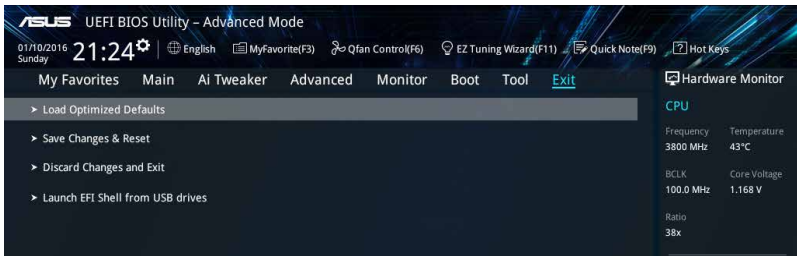 ASUS UEFI BIOS Utility – Advanced Mode
01/10/2016 Sunday 21:24 English MyFavorite(F3) Qfan Control(F6) EZ Tuning Wizard(F11) Quick Note(F9) ? Hot Keys
My Favorites Main Ai Tweaker Advanced Monitor Boot Tool Exit
Hardware Monitor
> Load Optimized Defaults
> Save Changes & Reset
> Discard Changes and Exit
> Launch EFI Shell from USB drives
CPU
Frequency Temperature
3800 MHz 43°C
BCLK Core Voltage
100.0 MHz 1.168 V
Ratio
38x